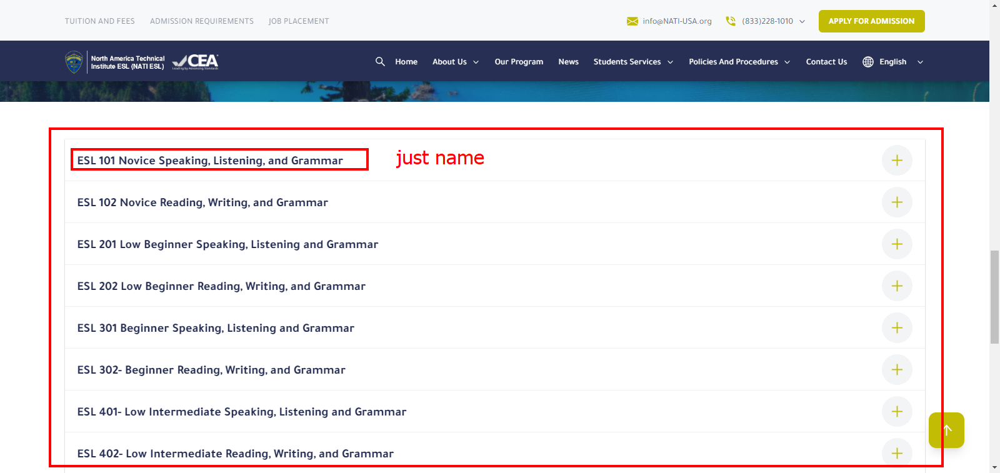 TUITION AND FEES ADMISSION REQUIREMENTS JOB PLACEMENT info@NATI-USA.org (833)228-1010 APPLY FOR ADMISSION
North America Technical
Institute ESL (NATI ESL)
CEA
Leading by Advancing Standards
Home About Us Our Program News Students Services Policies And Procedures Contact Us English
ESL 101 Novice Speaking, Listening, and Grammar
just name
ESL 102 Novice Reading, Writing, and Grammar
ESL 201 Low Beginner Speaking, Listening and Grammar
ESL 202 Low Beginner Reading, Writing, and Grammar
ESL 301 Beginner Speaking, Listening and Grammar
ESL 302- Beginner Reading, Writing, and Grammar
ESL 401- Low Intermediate Speaking, Listening and Grammar
ESL 402- Low Intermediate Reading, Writing, and Grammar